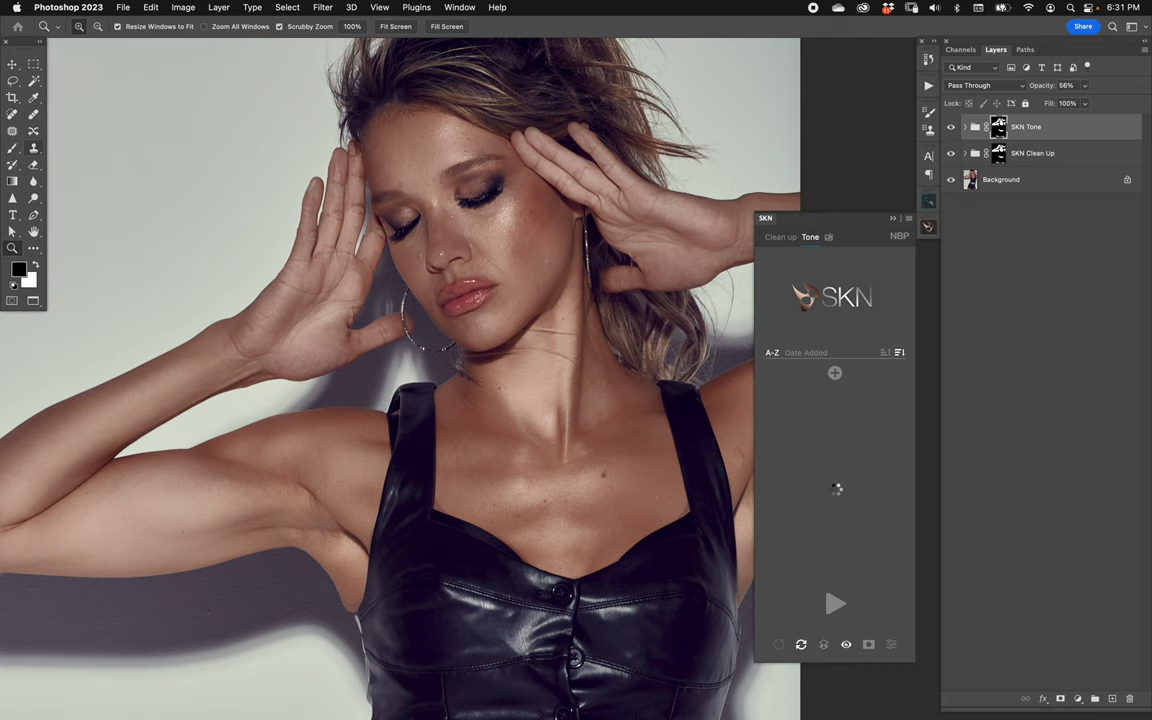 Photoshop 2023 File Edit Image Layer Type Select Filter 3D View Plugins Window Help 6:31 PM
Resize Windows to Fit Zoom All Windows Scrubby Zoom 100% Fit Screen Fill Screen Share
Channels Layers Paths
Kind
Pass Through Opacity: 56%
Lock: Fill: 100%
SKN Tone
SKN Clean Up
Background
SKN
Clean up Tone NBP
SKN
A-Z Date Added